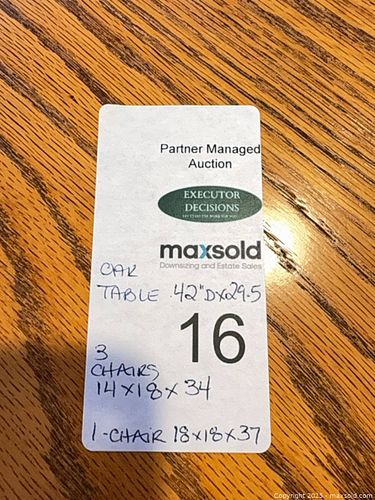 Partner Managed
Auction
EXECUTOR
DECISIONS
maxsold
Downsizing and Estate Sales
OAK
TABLE 42"DX29.5
16
3
CHAIRS
14X18X34
1-CHAIR 18X18X37
Copyright 2025 - maxsold.com